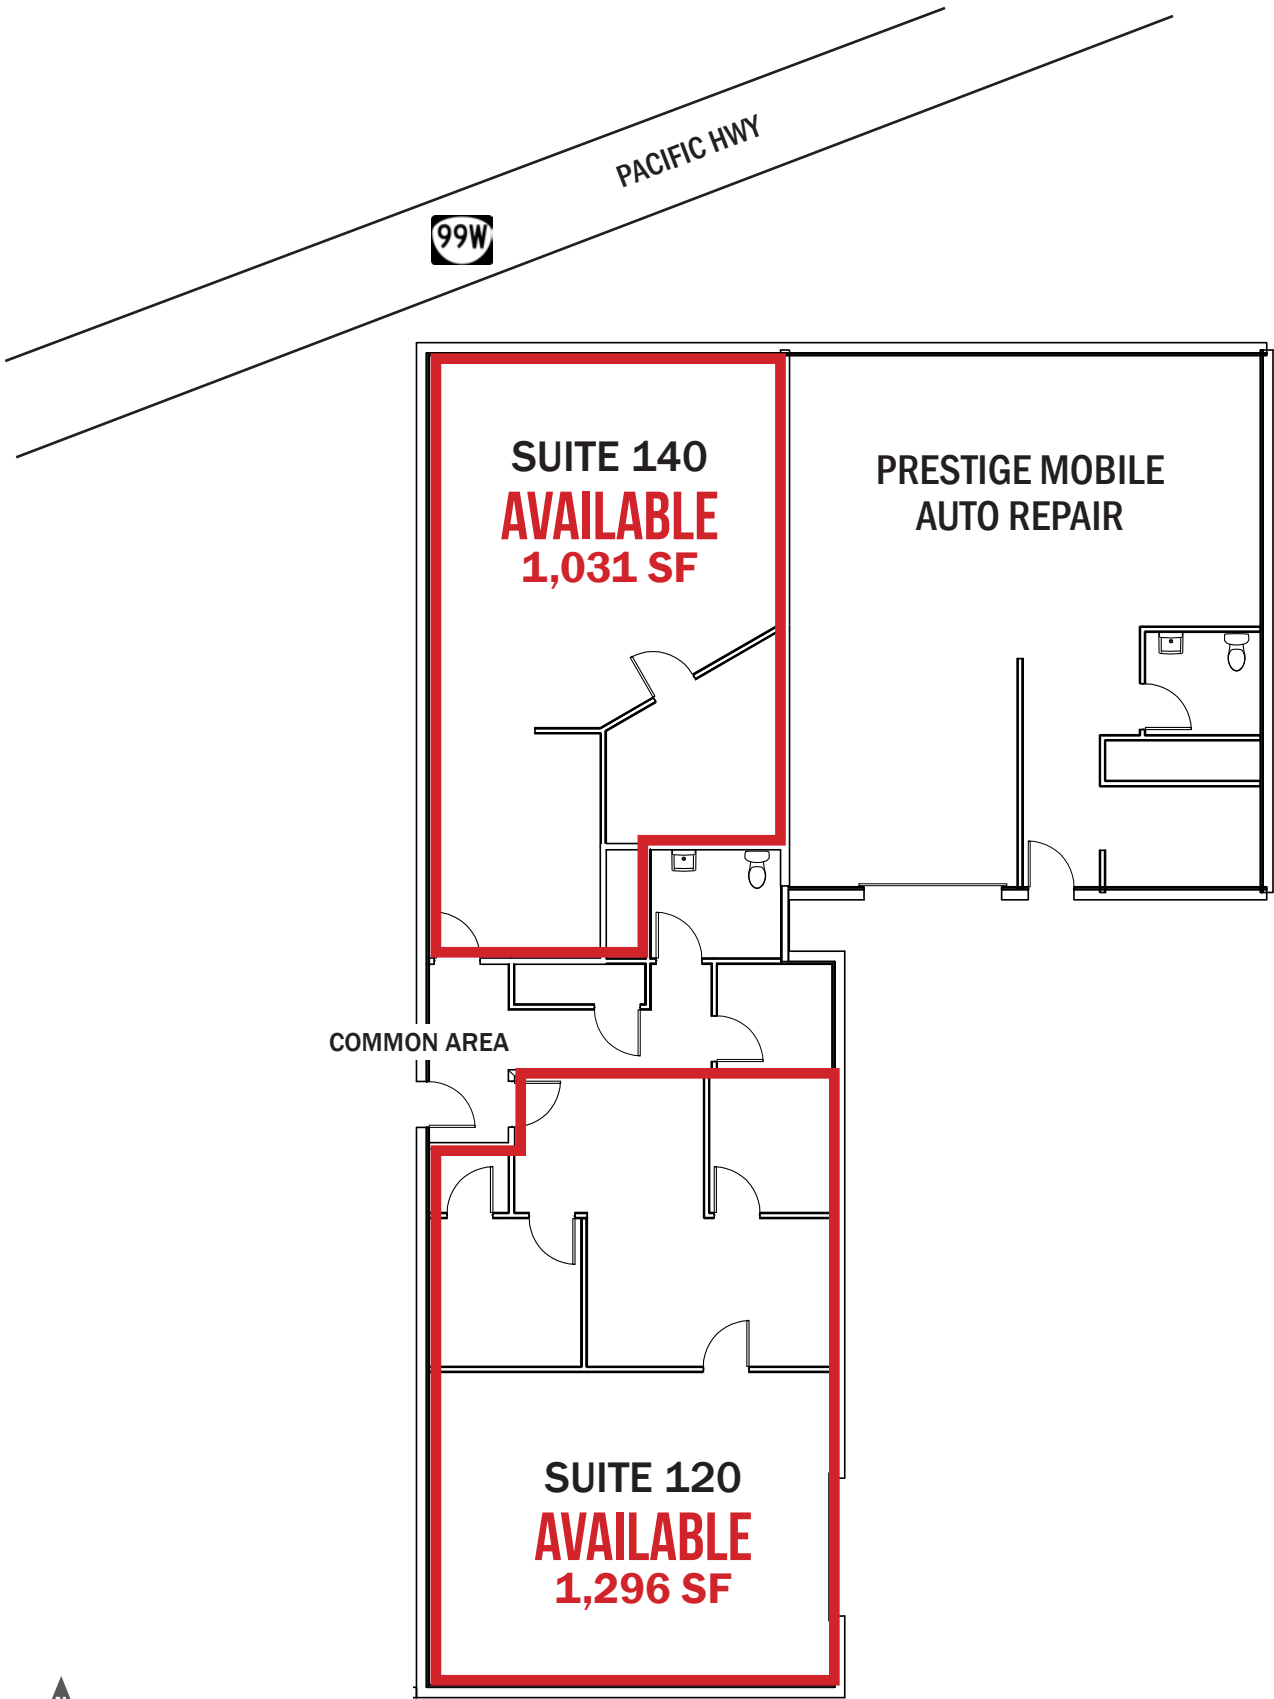 PACIFIC HWY
99W
SUITE 140
AVAILABLE
1,031 SF
PRESTIGE MOBILE
AUTO REPAIR
COMMON AREA
SUITE 120
AVAILABLE
1,296 SF